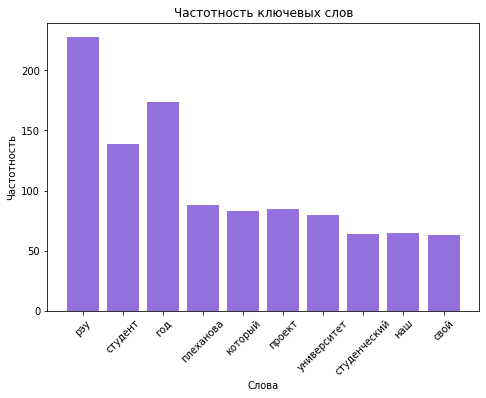 Частотность ключевых слов
Частотность
200
150
100
50
0
рэу
студент
год
плеханова
который
проект
университет
студенческий
наш
свой
Слова